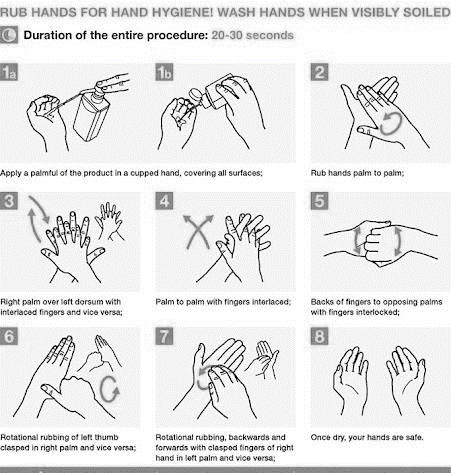 RUB HANDS FOR HAND HYGIENE! WASH HANDS WHEN VISIBLY SOILED
Duration of the entire procedure: 20-30 seconds
1a
1b
2
Apply a palmful of the product in a cupped hand, covering all surfaces;
Rub hands palm to palm;
3
4
5
Right palm over left dorsum with
interlaced fingers and vice versa;
Palm to palm with fingers interlaced;
Backs of fingers to opposing palms
with fingers interlocked;
6
7
8
Rotational rubbing of left thumb
clasped in right palm and vice versa;
Rotational rubbing, backwards and
forwards with clasped fingers of right
hand in left palm and vice versa;
Once dry, your hands are safe.